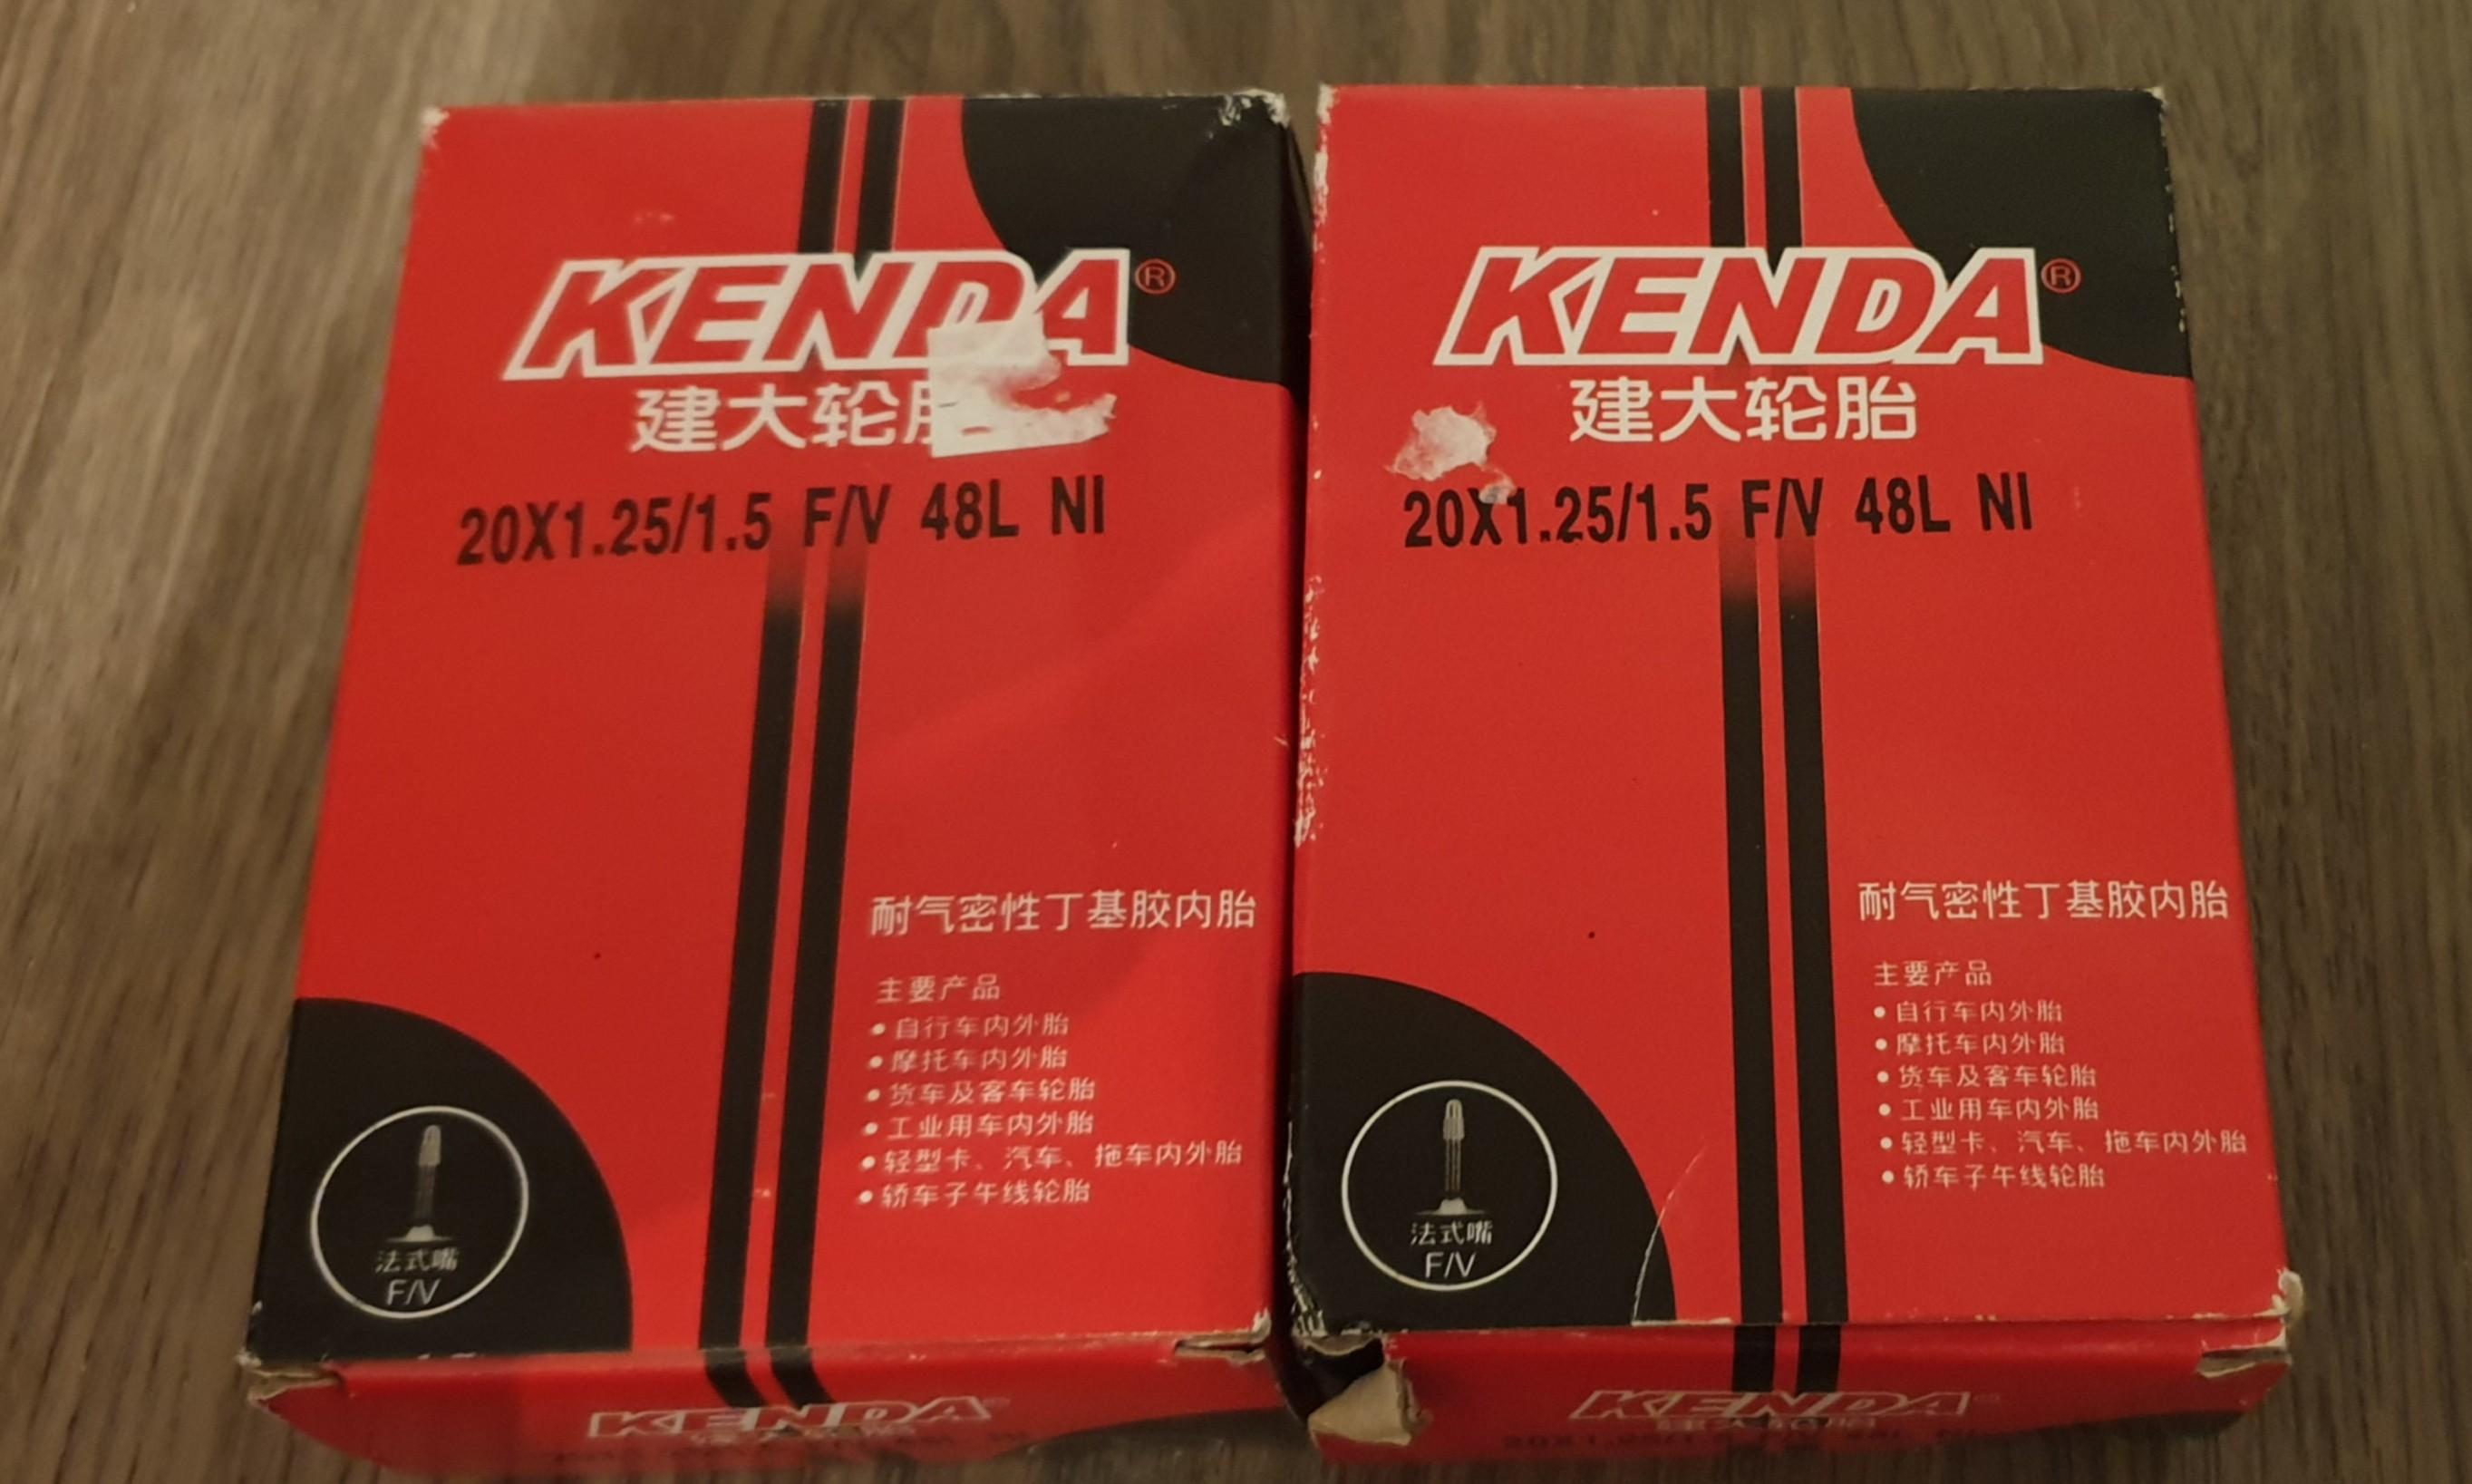 KENDA®
建大轮
20X1.25/1.5 F/V 48L NI
耐气密性丁基胶内胎
主要产品
• 自行车内外胎
• 摩托车内外胎
• 货车及客车轮胎
• 工业用车内外胎
• 轻型卡、汽车、拖车内外胎
• 轿车子午线轮胎
法式嘴
F/V
KENDA
KENDA®
建大轮胎
20X1.25/1.5 F/V 48L NI
耐气密性丁基胶内胎
主要产品
• 自行车内外胎
• 摩托车内外胎
• 货车及客车轮胎
• 工业用车内外胎
• 轻型卡、汽车、拖车内外胎
• 轿车子午线轮胎
法式嘴
F/V
KENDA
建大轮胎